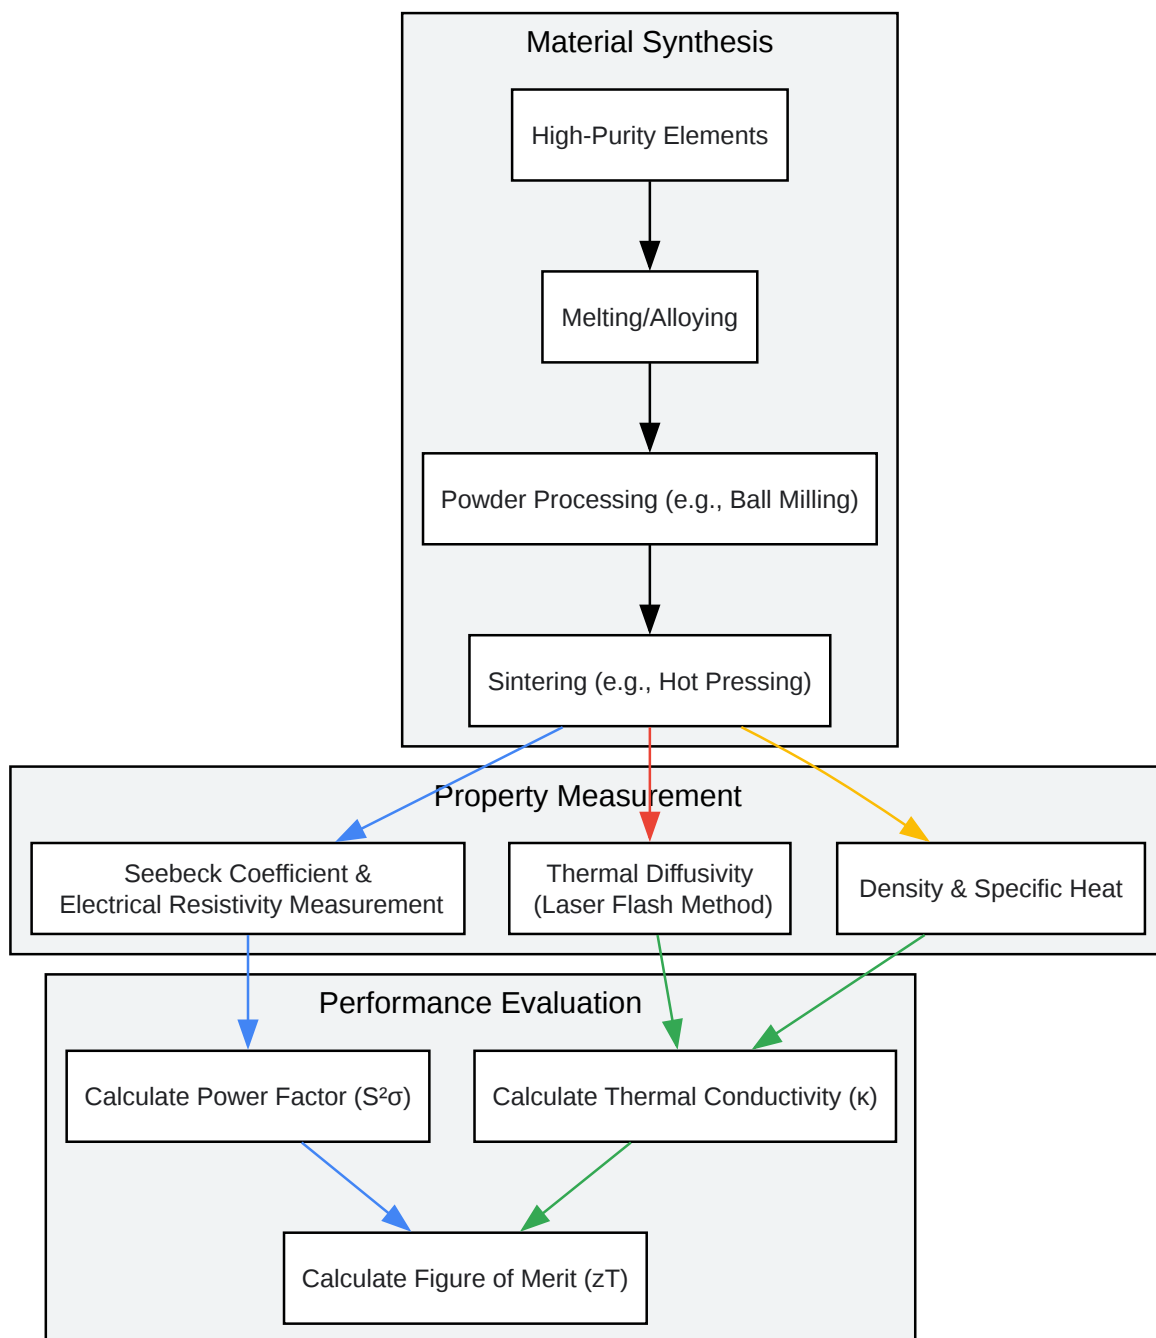 Material Synthesis
High-Purity Elements
Melting/Alloying
Powder Processing (e.g., Ball Milling)
Sintering (e.g., Hot Pressing)
Property Measurement
Seebeck Coefficient &
Electrical Resistivity Measurement
Thermal Diffusivity
(Laser Flash Method)
Density & Specific Heat
Performance Evaluation
Calculate Power Factor (S²σ)
Calculate Thermal Conductivity (κ)
Calculate Figure of Merit (zT)